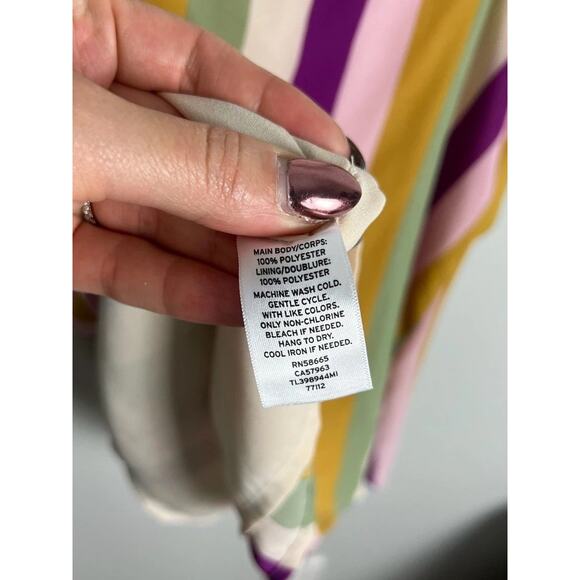 MAIN BODY/CORPS:
100% POLYESTER
LINING/DOUBLURE:
100% POLYESTER
MACHINE WASH COLD.
GENTLE CYCLE.
WITH LIKE COLORS.
ONLY NON-CHLORINE
BLEACH IF NEEDED.
HANG TO DRY.
COOL IRON IF NEEDED.
RN58665
CA57963
TL398944MI
77112